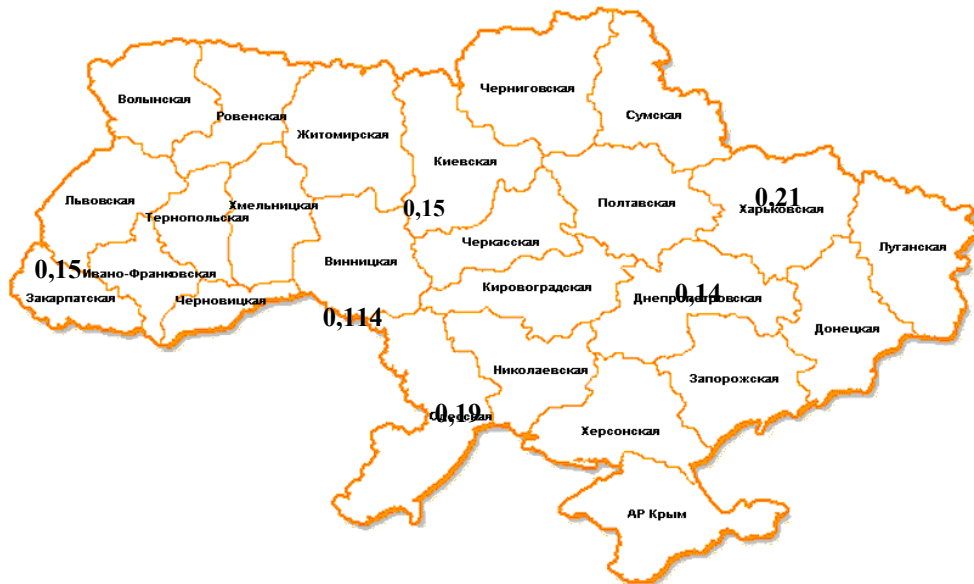 Черниговская
Волынская
Ровенская
Сумская
Житомирская
Киевская
Львовская
Тернопольская
Хмельницкая
0,15
Полтавская
0,21
Харьковская
Черкасская
Луганская
0,15
Ивано-Франковская
Винницкая
Закарпатская
Черновицкая
Кировоградская
0,14
Днепропетровская
0,114
Донецкая
Николаевская
Запорожская
0,19
Одесская
Херсонская
АР Крым